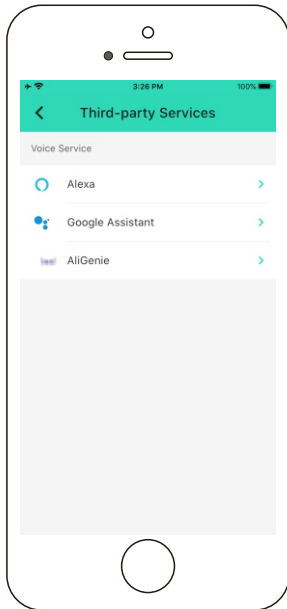 3:26 PM 100%
Third-party Services
Voice Service
Alexa
Google Assistant
AliGenie